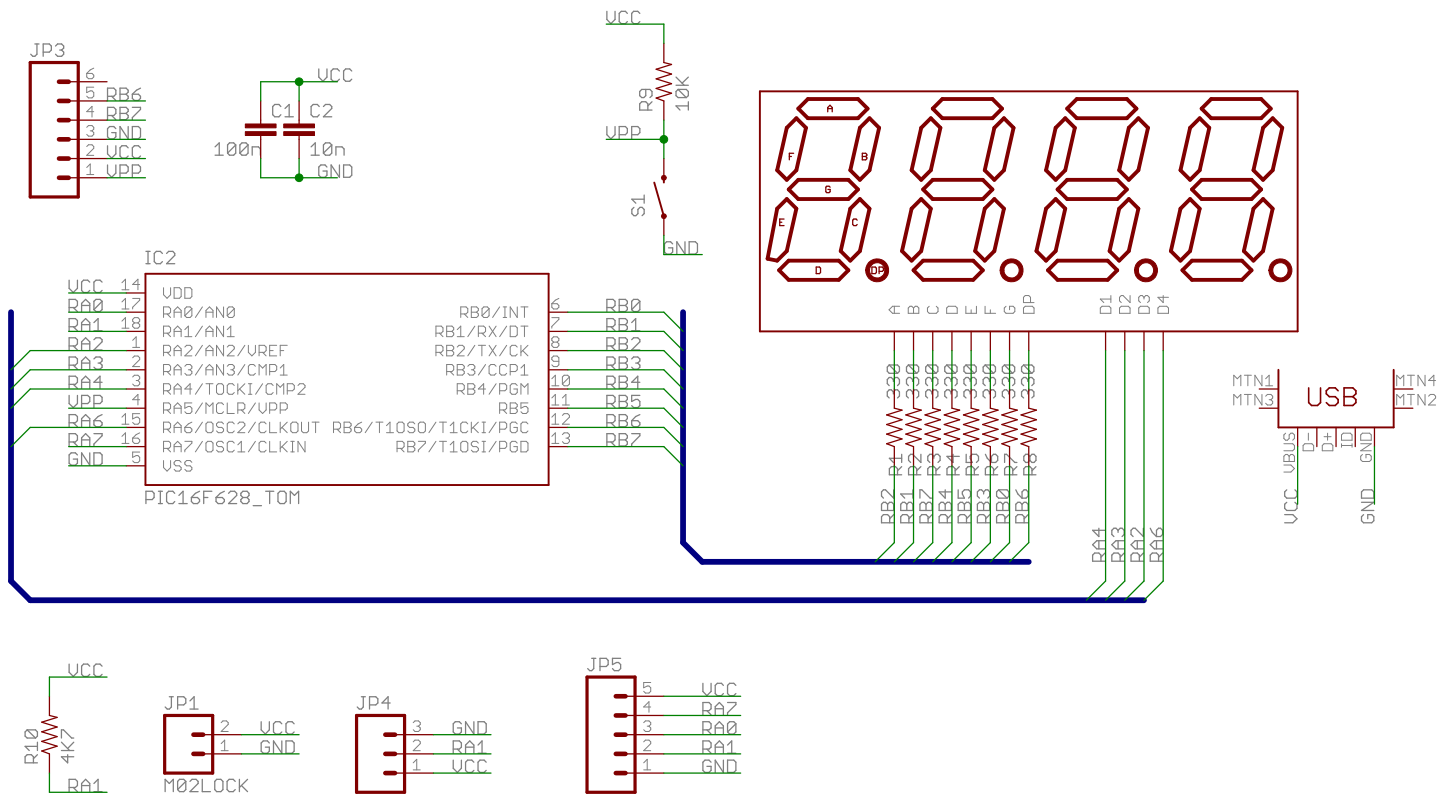 JP3
6
5 RB6
4 RB7
3 GND
2 VCC
1 VPP
VCC
C1 C2
100n 10n
GND
VCC
R9 10K
VPP
S1
GND
A
F B
G
E C
D DP
A B C D E F G DP D1 D2 D3 D4
330 330 330 330 330 330 330 330
R1 R2 R3 R4 R5 R6 R7 R8
RB2 RB1 RB7 RB4 RB5 RB3 RB0 RB6
RA4 RA3 RA2 RA6
MTN1 MTN4
MTN3 USB MTN2
VBUS D- D+ ID GND
VCC GND
IC2
VCC 14 VDD
RA0 17 RA0/AN0 RB0/INT 6 RB0
RA1 18 RA1/AN1 RB1/RX/DT 7 RB1
RA2 1 RA2/AN2/VREF RB2/TX/CK 8 RB2
RA3 2 RA3/AN3/CMP1 RB3/CCP1 9 RB3
RA4 3 RA4/TOCKI/CMP2 RB4/PGM 10 RB4
VPP 4 RA5/MCLR/VPP RB5 11 RB5
RA6 15 RA6/OSC2/CLKOUT RB6/T1OSO/T1CKI/PGC 12 RB6
RA7 16 RA7/OSC1/CLKIN RB7/T1OSI/PGD 13 RB7
GND 5 VSS
PIC16F628_TOM
VCC
R10 4K7
RA1
JP1
2 VCC
1 GND
M02LOCK
JP4
3 GND
2 RA1
1 VCC
JP5
5 VCC
4 RA7
3 RA0
2 RA1
1 GND